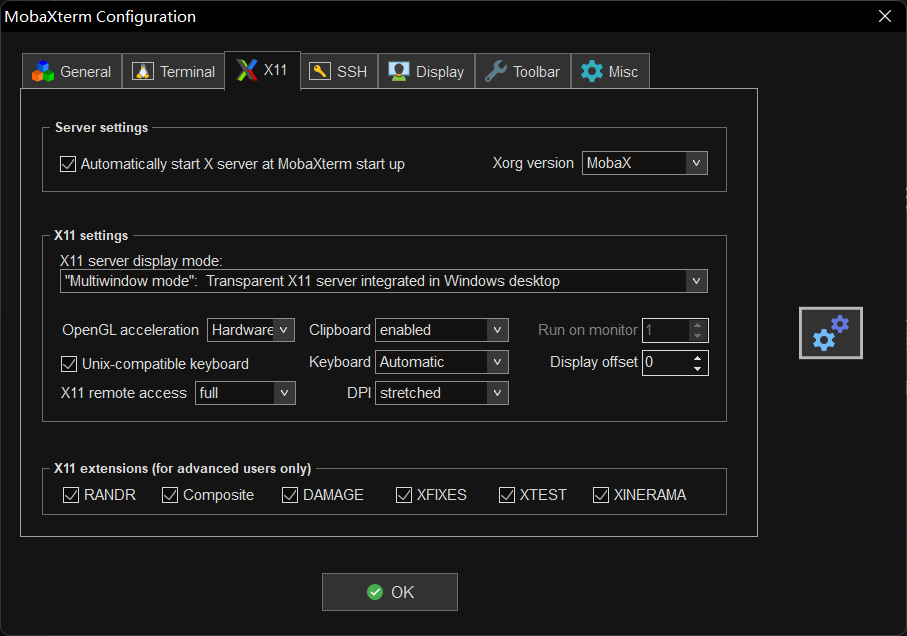 MobaXterm Configuration
General Terminal X11 SSH Display Toolbar Misc
Server settings
Automatically start X server at MobaXterm start up Xorg version MobaX
X11 settings
X11 server display mode:
"Multiwindow mode": Transparent X11 server integrated in Windows desktop
OpenGL acceleration Hardware Clipboard enabled Run on monitor 1
Unix-compatible keyboard Keyboard Automatic Display offset 0
X11 remote access full DPI stretched
X11 extensions (for advanced users only)
RANDR Composite DAMAGE XFIXES XTEST XINERAMA
OK